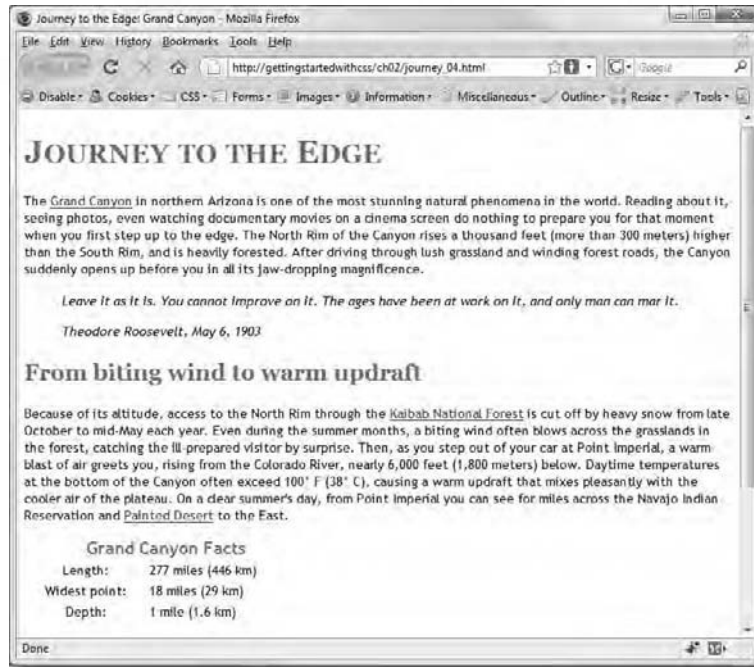 Journey to the Edge: Grand Canyon - Mozilla Firefox
File Edit View History Bookmarks Tools Help
http://gettingstartedwithcss/ch02/journey_04.html Google
Disable Cookies CSS Forms Images Information Miscellaneous Outline Resize Tools
JOURNEY TO THE EDGE
The Grand Canyon in northern Arizona is one of the most stunning natural phenomena in the world. Reading about it,
seeing photos, even watching documentary movies on a cinema screen do nothing to prepare you for that moment
when you first step up to the edge. The North Rim of the Canyon rises a thousand feet (more than 300 meters) higher
than the South Rim, and is heavily forested. After driving through lush grassland and winding forest roads, the Canyon
suddenly opens up before you in all its jaw-dropping magnificence.
Leave it as it is. You cannot improve on it. The ages have been at work on it, and only man can mar it.
Theodore Roosevelt, May 6, 1903
From biting wind to warm updraft
Because of its altitude, access to the North Rim through the Kaibab National Forest is cut off by heavy snow from late
October to mid-May each year. Even during the summer months, a biting wind often blows across the grasslands in
the forest, catching the ill-prepared visitor by surprise. Then, as you step out of your car at Point Imperial, a warm
blast of air greets you, rising from the Colorado River, nearly 6,000 feet (1,800 meters) below. Daytime temperatures
at the bottom of the Canyon often exceed 100° F (38° C), causing a warm updraft that mixes pleasantly with the
cooler air of the plateau. On a clear summer's day, from Point Imperial you can see for miles across the Navajo Indian
Reservation and Painted Desert to the East.
Grand Canyon Facts
Length: 277 miles (446 km)
Widest point: 18 miles (29 km)
Depth: 1 mile (1.6 km)
Done